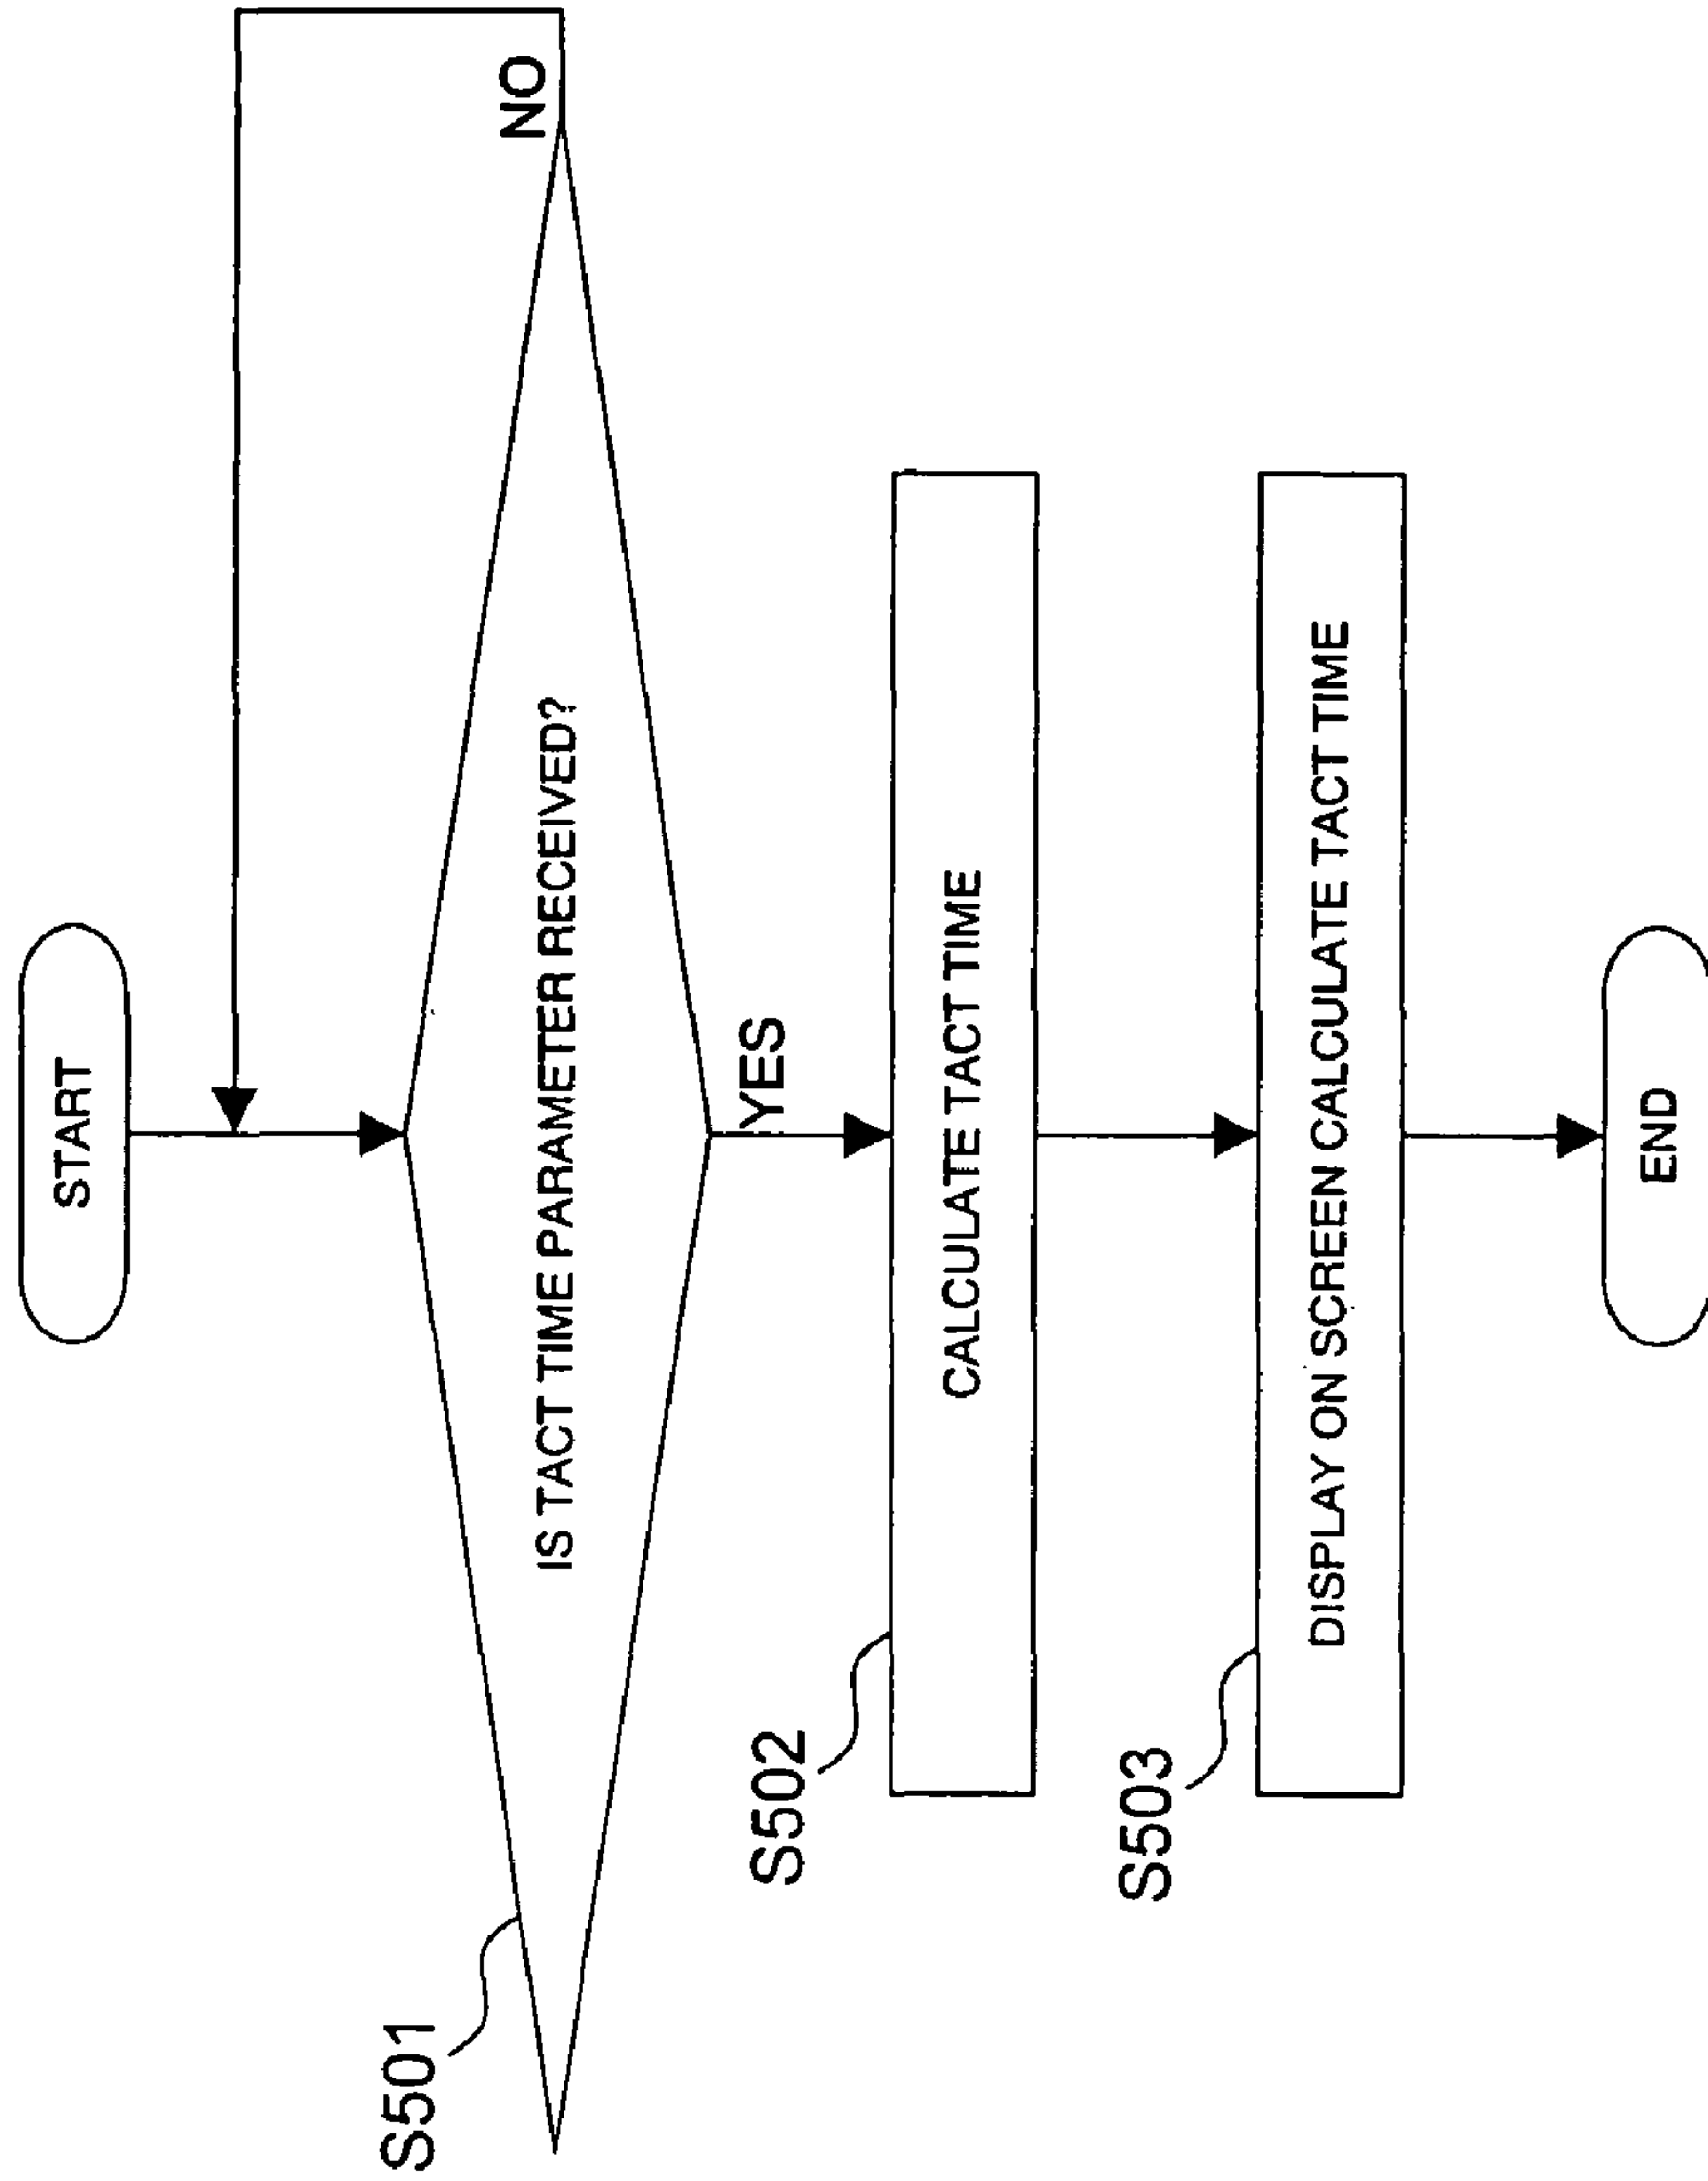 START
NO
S501
IS TACT TIME PARAMETER RECEIVED?
YES
S502
CALCULATE TACT TIME
S503
DISPLAY ON SCREEN CALCULATE TACT TIME
END